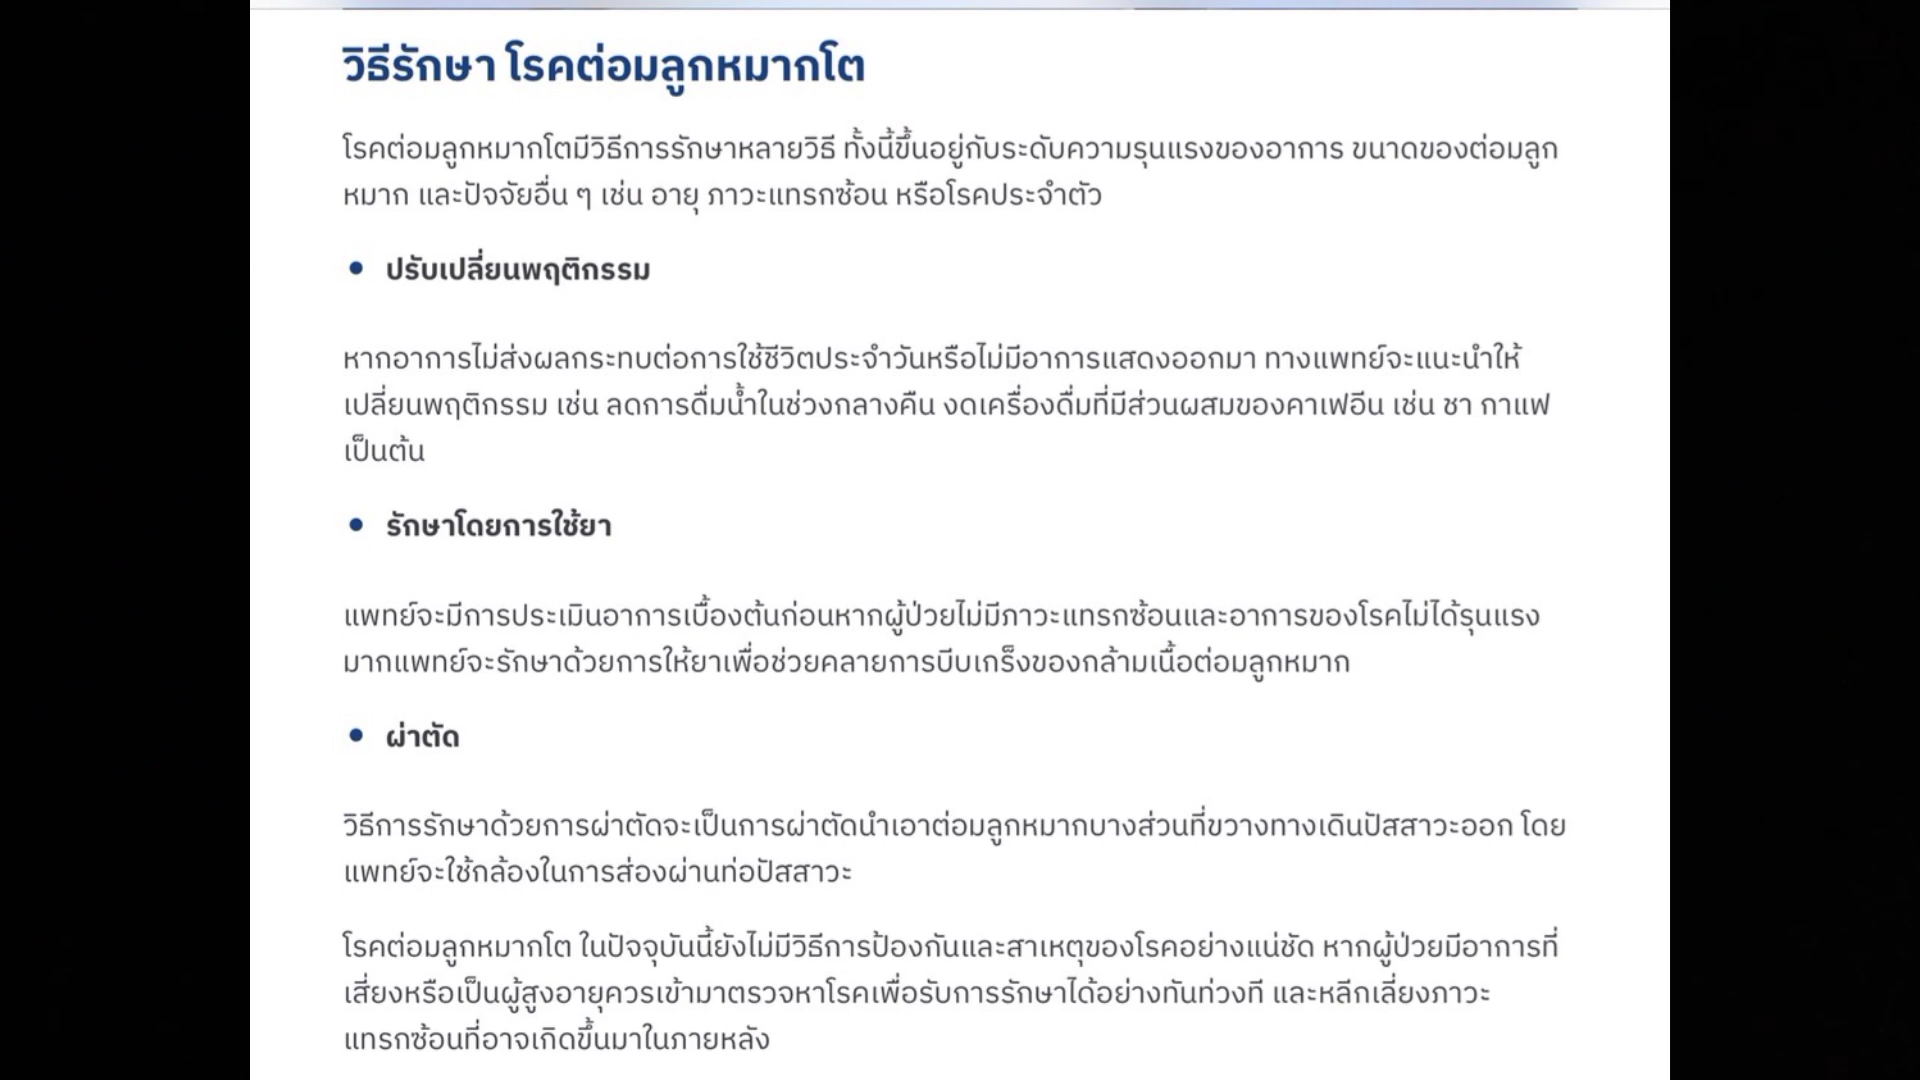 วิธีรักษา โรคต่อมลูกหมากโต
โรคต่อมลูกหมากโตมีวิธีการรักษาหลายวิธี ทั้งนี้ขึ้นอยู่กับระดับความรุนแรงของอาการ ขนาดของต่อมลูก
หมาก และปัจจัยอื่น ๆ เช่น อายุ ภาวะแทรกซ้อน หรือโรคประจำตัว
• ปรับเปลี่ยนพฤติกรรม
หากอาการไม่ส่งผลกระทบต่อการใช้ชีวิตประจำวันหรือไม่มีอาการแสดงออกมา ทางแพทย์จะแนะนำให้
เปลี่ยนพฤติกรรม เช่น ลดการดื่มน้ำในช่วงกลางคืน งดเครื่องดื่มที่มีส่วนผสมของคาเฟอีน เช่น ชา กาแฟ
เป็นต้น
• รักษาโดยการใช้ยา
แพทย์จะมีการประเมินอาการเบื้องต้นก่อนหากผู้ป่วยไม่มีภาวะแทรกซ้อนและอาการของโรคไม่ได้รุนแรง
มากแพทย์จะรักษาด้วยการให้ยาเพื่อช่วยคลายการบีบเกร็งของกล้ามเนื้อต่อมลูกหมาก
• ผ่าตัด
วิธีการรักษาด้วยการผ่าตัดจะเป็นการผ่าตัดนำเอาต่อมลูกหมากบางส่วนที่ขวางทางเดินปัสสาวะออก โดย
แพทย์จะใช้กล้องในการส่องผ่านท่อปัสสาวะ
โรคต่อมลูกหมากโต ในปัจจุบันนี้ยังไม่มีวิธีการป้องกันและสาเหตุของโรคอย่างแน่ชัด หากผู้ป่วยมีอาการที่
เสี่ยงหรือเป็นผู้สูงอายุควรเข้ามาตรวจหาโรคเพื่อรับการรักษาได้อย่างทันท่วงที และหลีกเลี่ยงภาวะ
แทรกซ้อนที่อาจเกิดขึ้นมาในภายหลัง